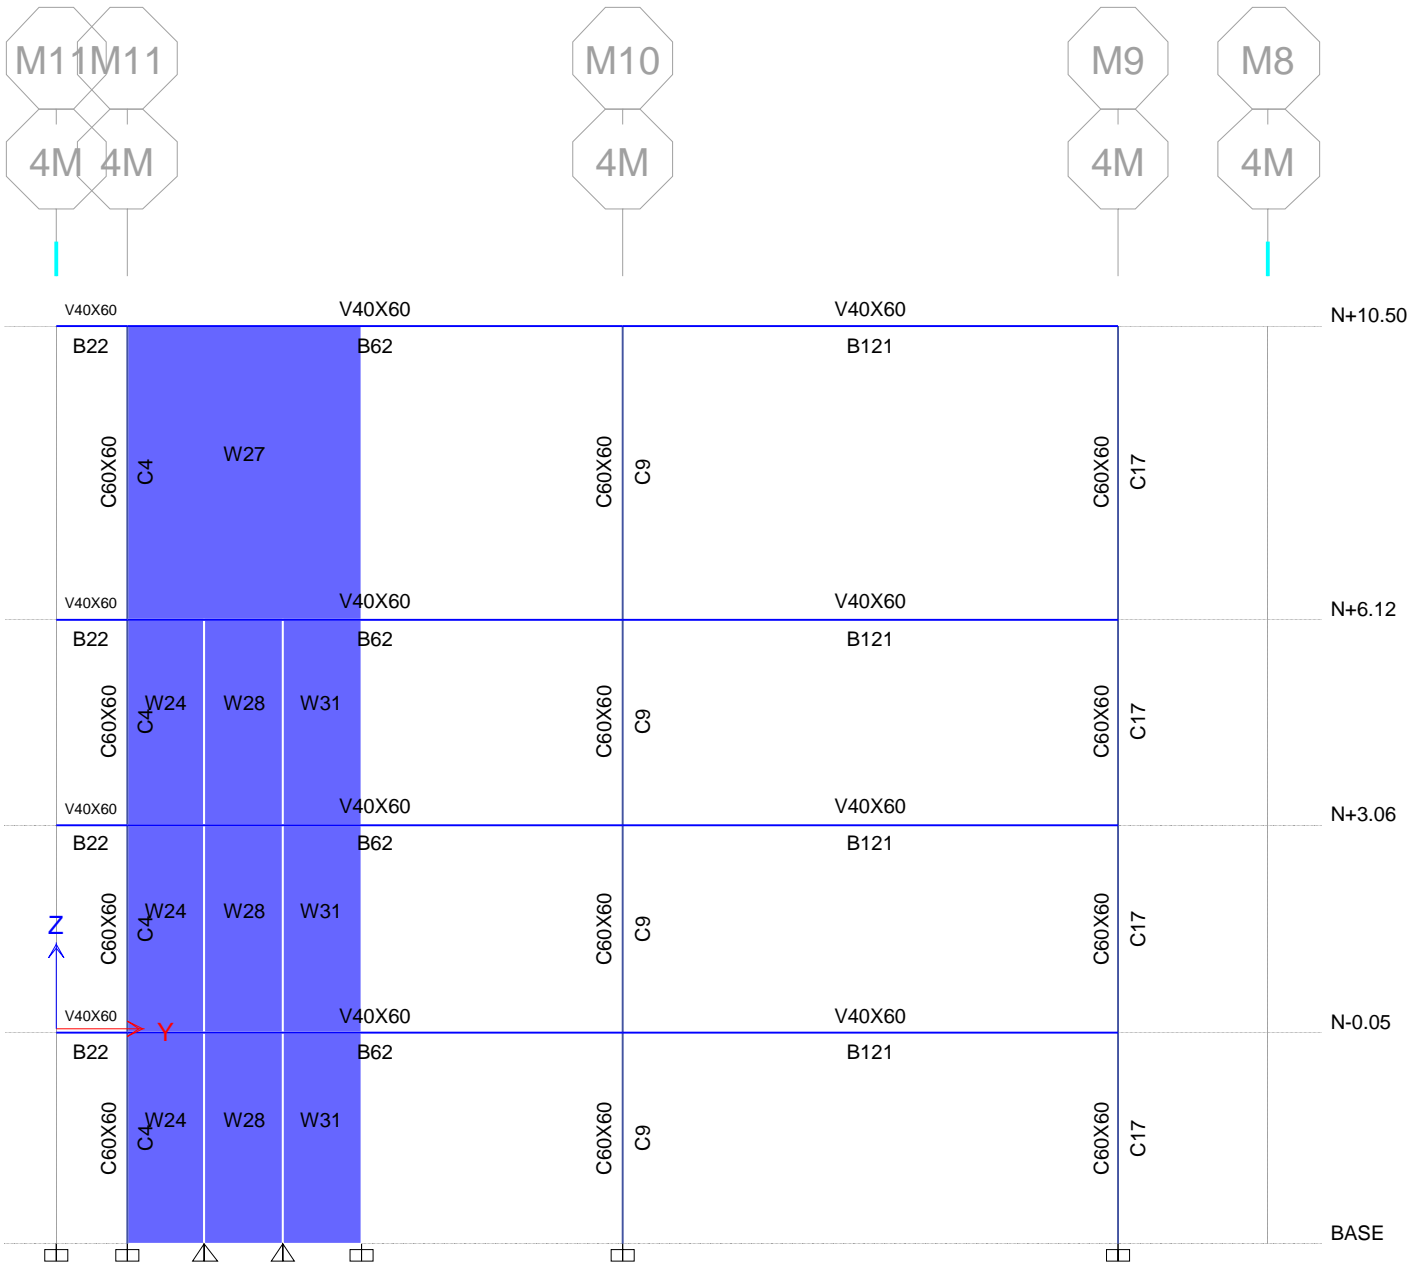 M11 M11 M10 M9 M8
4M 4M 4M 4M 4M
V40X60 V40X60 V40X60 N+10.50
B22 B62 B121
C60X60 C4 W27 C60X60 C9 C60X60 C17
V40X60 V40X60 V40X60 N+6.12
B22 B62 B121
C60X60 C4 W24 W28 W31 C60X60 C9 C60X60 C17
V40X60 V40X60 V40X60 N+3.06
B22 B62 B121
C60X60 C4 W24 W28 W31 C60X60 C9 C60X60 C17
Z
V40X60 V40X60 V40X60 N-0.05
Y
B22 B62 B121
C60X60 C4 W24 W28 W31 C60X60 C9 C60X60 C17
BASE